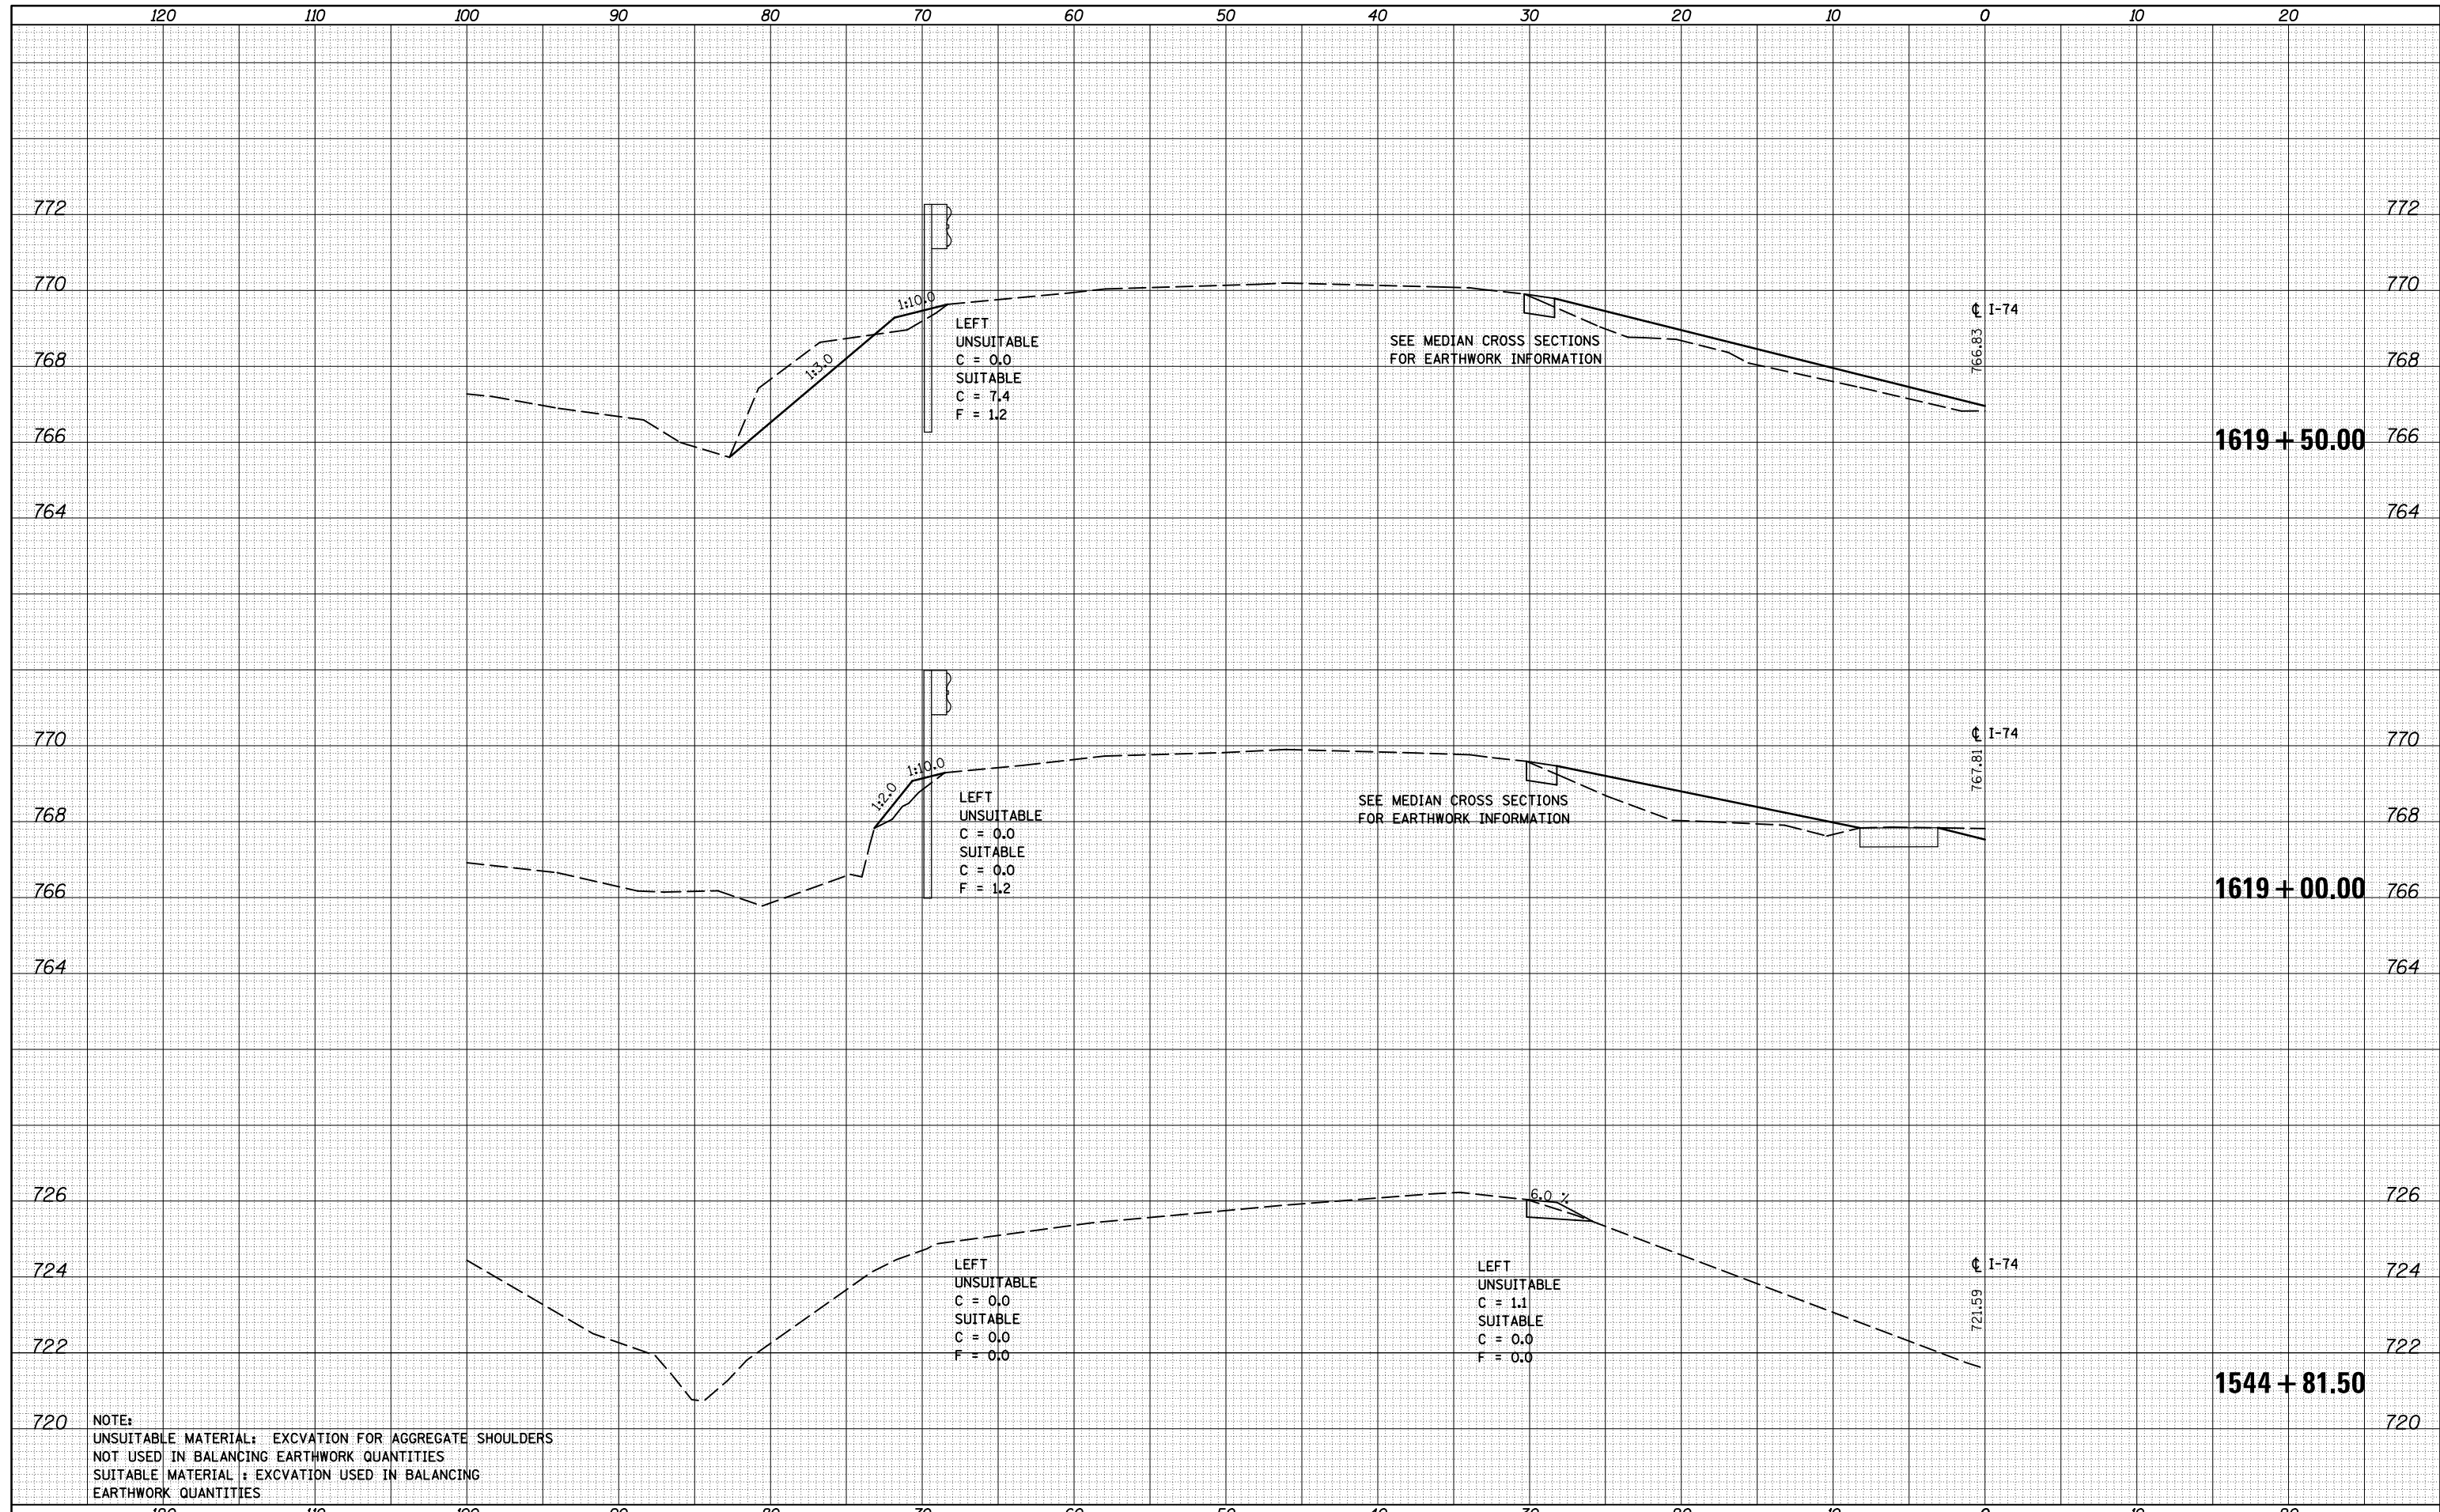 120 110 100 90 80 70 60 50 40 30 20 10 0 10 20
772 772
1:10.0
770 770
℄ I-74
LEFT
UNSUITABLE
C = 0.0
SUITABLE
C = 7.4
F = 1.2
SEE MEDIAN CROSS SECTIONS
FOR EARTHWORK INFORMATION
766.83
1:3.0
768 768
766 1619 + 50.00 766
764 764
770 770
℄ I-74
767.81
1:10.0
1:2.0
LEFT
UNSUITABLE
C = 0.0
SUITABLE
C = 0.0
F = 1.2
SEE MEDIAN CROSS SECTIONS
FOR EARTHWORK INFORMATION
768 768
766 1619 + 00.00 766
764 764
726 6.0 % 726
LEFT
UNSUITABLE
C = 0.0
SUITABLE
C = 0.0
F = 0.0
LEFT
UNSUITABLE
C = 1.1
SUITABLE
C = 0.0
F = 0.0
724 ℄ I-74 724
721.59
722 722
1544 + 81.50
720 720
NOTE:
UNSUITABLE MATERIAL: EXCVATION FOR AGGREGATE SHOULDERS
NOT USED IN BALANCING EARTHWORK QUANTITIES
SUITABLE MATERIAL : EXCVATION USED IN BALANCING
EARTHWORK QUANTITIES